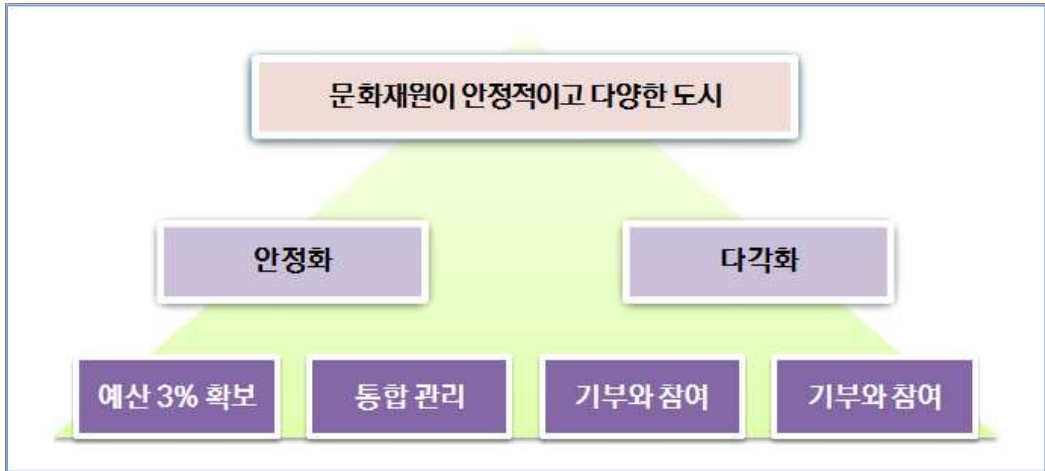 문화재원이 안정적이고 다양한 도시
안정화
다각화
예산 3% 확보
통합 관리
기부와 참여
기부와 참여